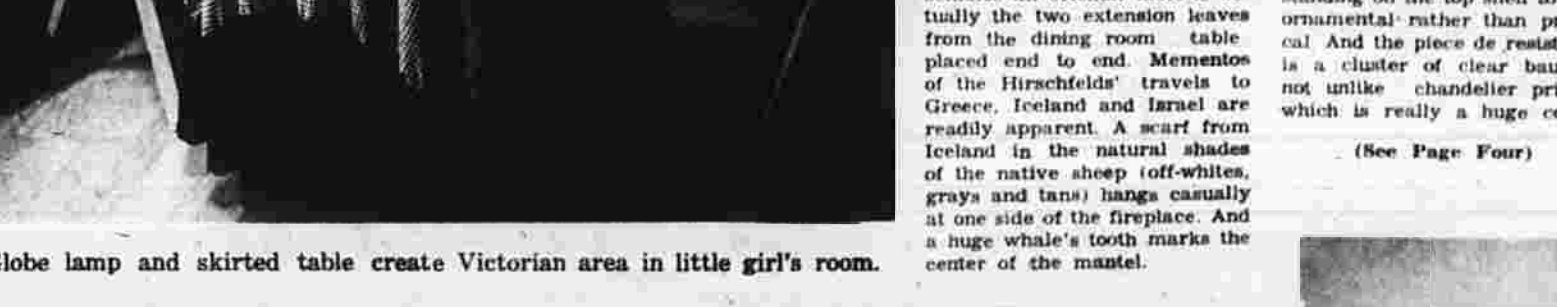 lobe lamp and skirted table create Victorian area in little girl's room.
tually the two extension leaves
from the dining room table
placed end to end. Mementos
of the Hirschfelds' travels to
Greece, Iceland and Israel are
readily apparent. A scarf from
Iceland in the natural shades
of the native sheep (off-whites,
grays and tans) hangs casually
at one side of the fireplace. And
a huge whale's tooth marks the
center of the mantel.
ornamental rather than
cal And the piece de
is a cluster of clear
not unlike chandelier
which is really a huge
(See Page Four)